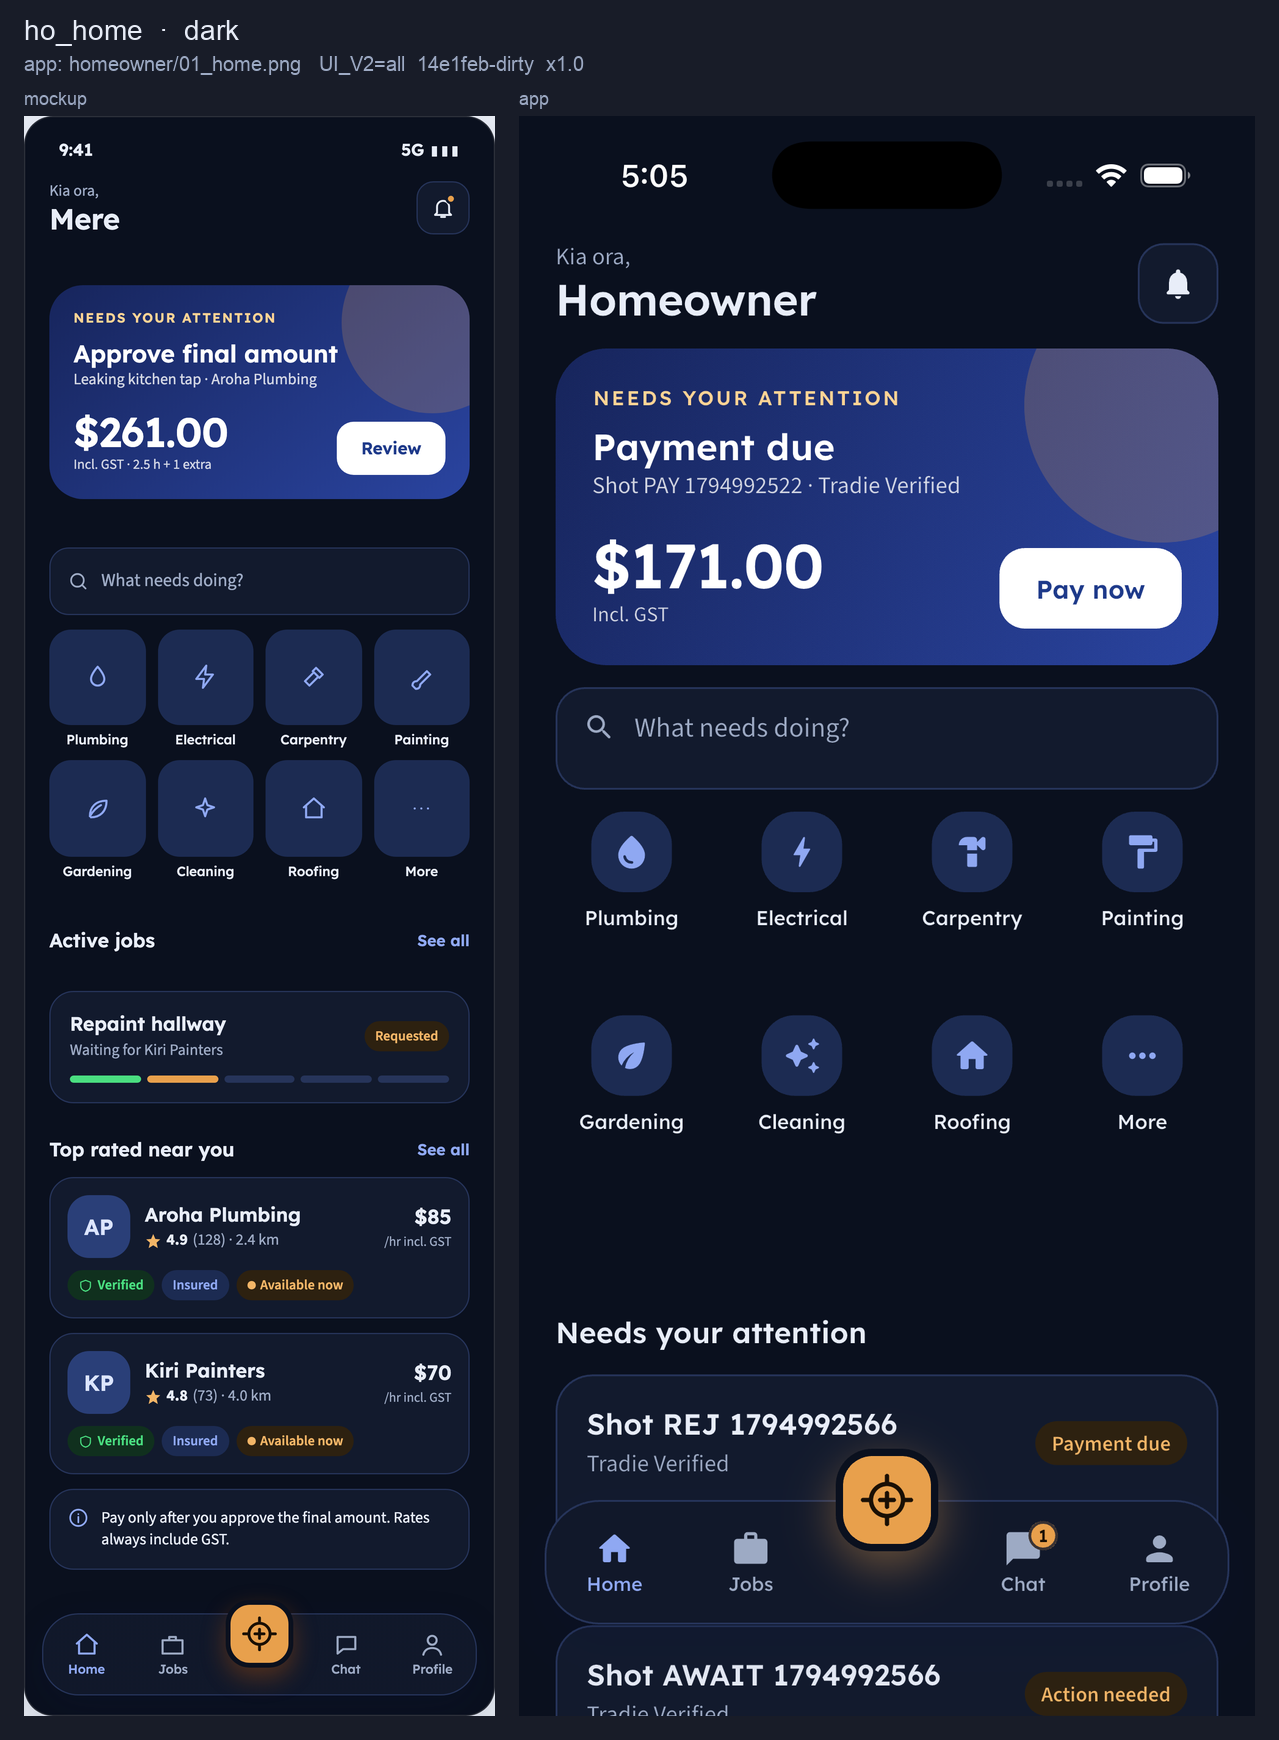 ho_home · dark
app: homeowner/01_home.png UI_V2=all 14e1feb-dirty x1.0
mockup
9:41
5G
Kia ora,
Mere
NEEDS YOUR ATTENTION
Approve final amount
Leaking kitchen tap · Aroha Plumbing
$261.00
Incl. GST · 2.5 h + 1 extra
Review
What needs doing?
Plumbing
Electrical
Carpentry
Painting
Gardening
Cleaning
Roofing
More
Active jobs
See all
Repaint hallway
Waiting for Kiri Painters
Requested
Top rated near you
See all
AP
Aroha Plumbing
4.9 (128) · 2.4 km
$85
/hr incl. GST
Verified
Insured
Available now
KP
Kiri Painters
4.8 (73) · 4.0 km
$70
/hr incl. GST
Verified
Insured
Available now
Pay only after you approve the final amount. Rates
always include GST.
Home
Jobs
Chat
Profile
app
5:05
Kia ora,
Homeowner
NEEDS YOUR ATTENTION
Payment due
Shot PAY 1794992522 · Tradie Verified
$171.00
Incl. GST
Pay now
What needs doing?
Plumbing
Electrical
Carpentry
Painting
Gardening
Cleaning
Roofing
More
Needs your attention
Shot REJ 1794992566
Tradie Verified
Payment due
Home
Jobs
1
Chat
Profile
Shot AWAIT 1794992566
Tradie Verified
Action needed